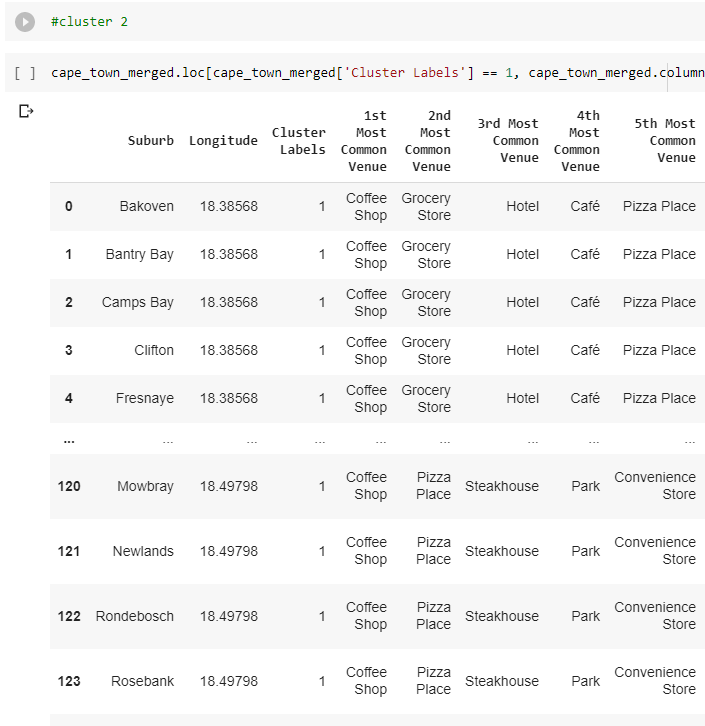 #cluster 2
[ ] cape_town_merged.loc[cape_town_merged['Cluster Labels'] == 1, cape_town_merged.column
Suburb Longitude Cluster Labels 1st Most Common Venue 2nd Most Common Venue 3rd Most Common Venue 4th Most Common Venue 5th Most Common Venue
0 Bakoven 18.38568 1 Coffee Shop Grocery Store Hotel Café Pizza Place
1 Bantry Bay 18.38568 1 Coffee Shop Grocery Store Hotel Café Pizza Place
2 Camps Bay 18.38568 1 Coffee Shop Grocery Store Hotel Café Pizza Place
3 Clifton 18.38568 1 Coffee Shop Grocery Store Hotel Café Pizza Place
4 Fresnaye 18.38568 1 Coffee Shop Grocery Store Hotel Café Pizza Place
... ... ... ... ... ... ... ... ...
120 Mowbray 18.49798 1 Coffee Shop Pizza Place Steakhouse Park Convenience Store
121 Newlands 18.49798 1 Coffee Shop Pizza Place Steakhouse Park Convenience Store
122 Rondebosch 18.49798 1 Coffee Shop Pizza Place Steakhouse Park Convenience Store
123 Rosebank 18.49798 1 Coffee Shop Pizza Place Steakhouse Park Convenience Store